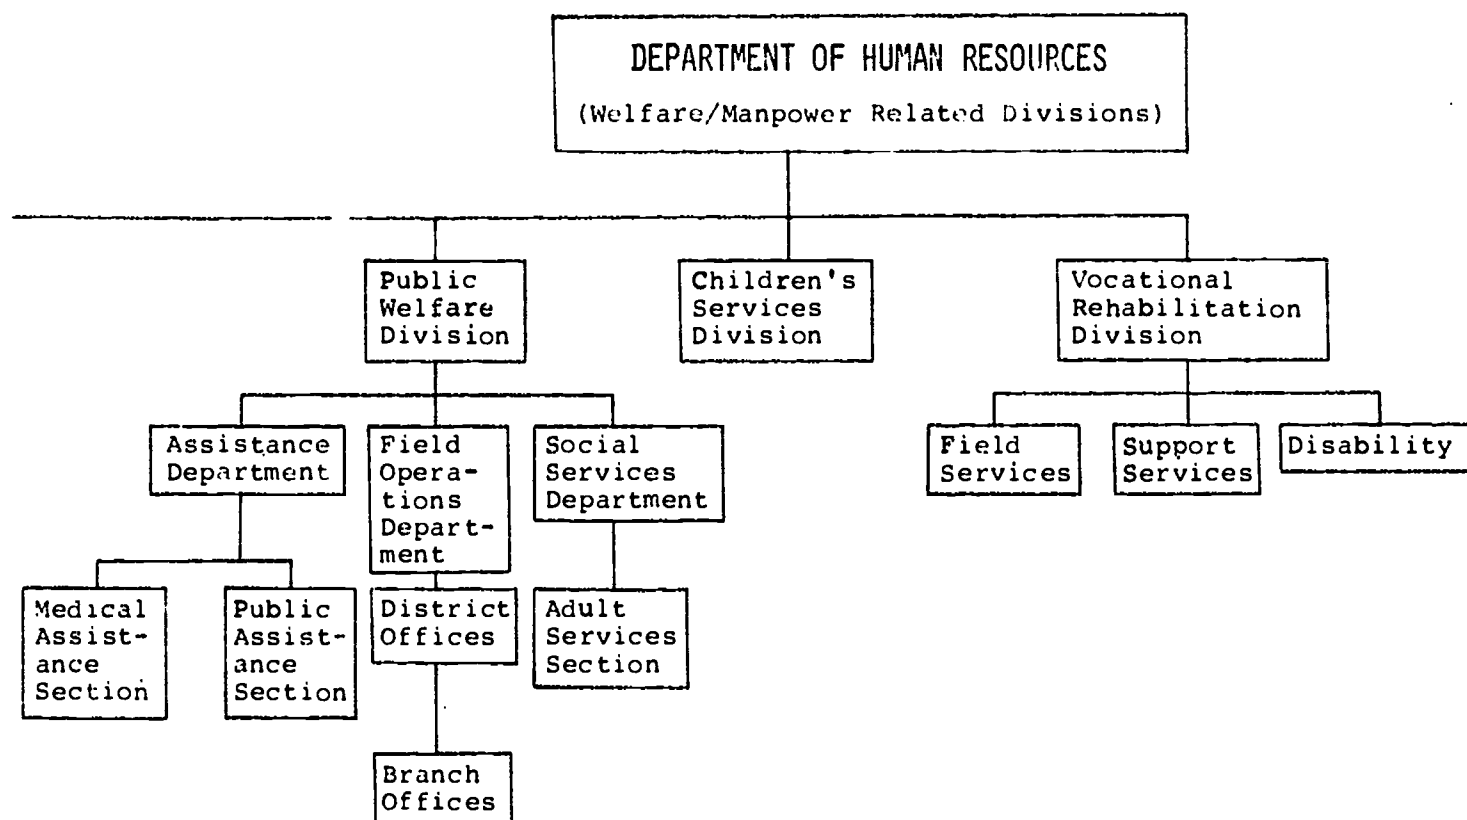 DEPARTMENT OF HUMAN RESOURCES
(Welfare/Manpower Related Divisions)
Public
Welfare
Division
Children's
Services
Division
Vocational
Rehabilitation
Division
Assistance
Department
Field
Opera-
tions
Depart-
ment
Social
Services
Department
Field
Services
Support
Services
Disability
Medical
Assist-
ance
Section
Public
Assist-
ance
Section
District
Offices
Adult
Services
Section
Branch
Offices